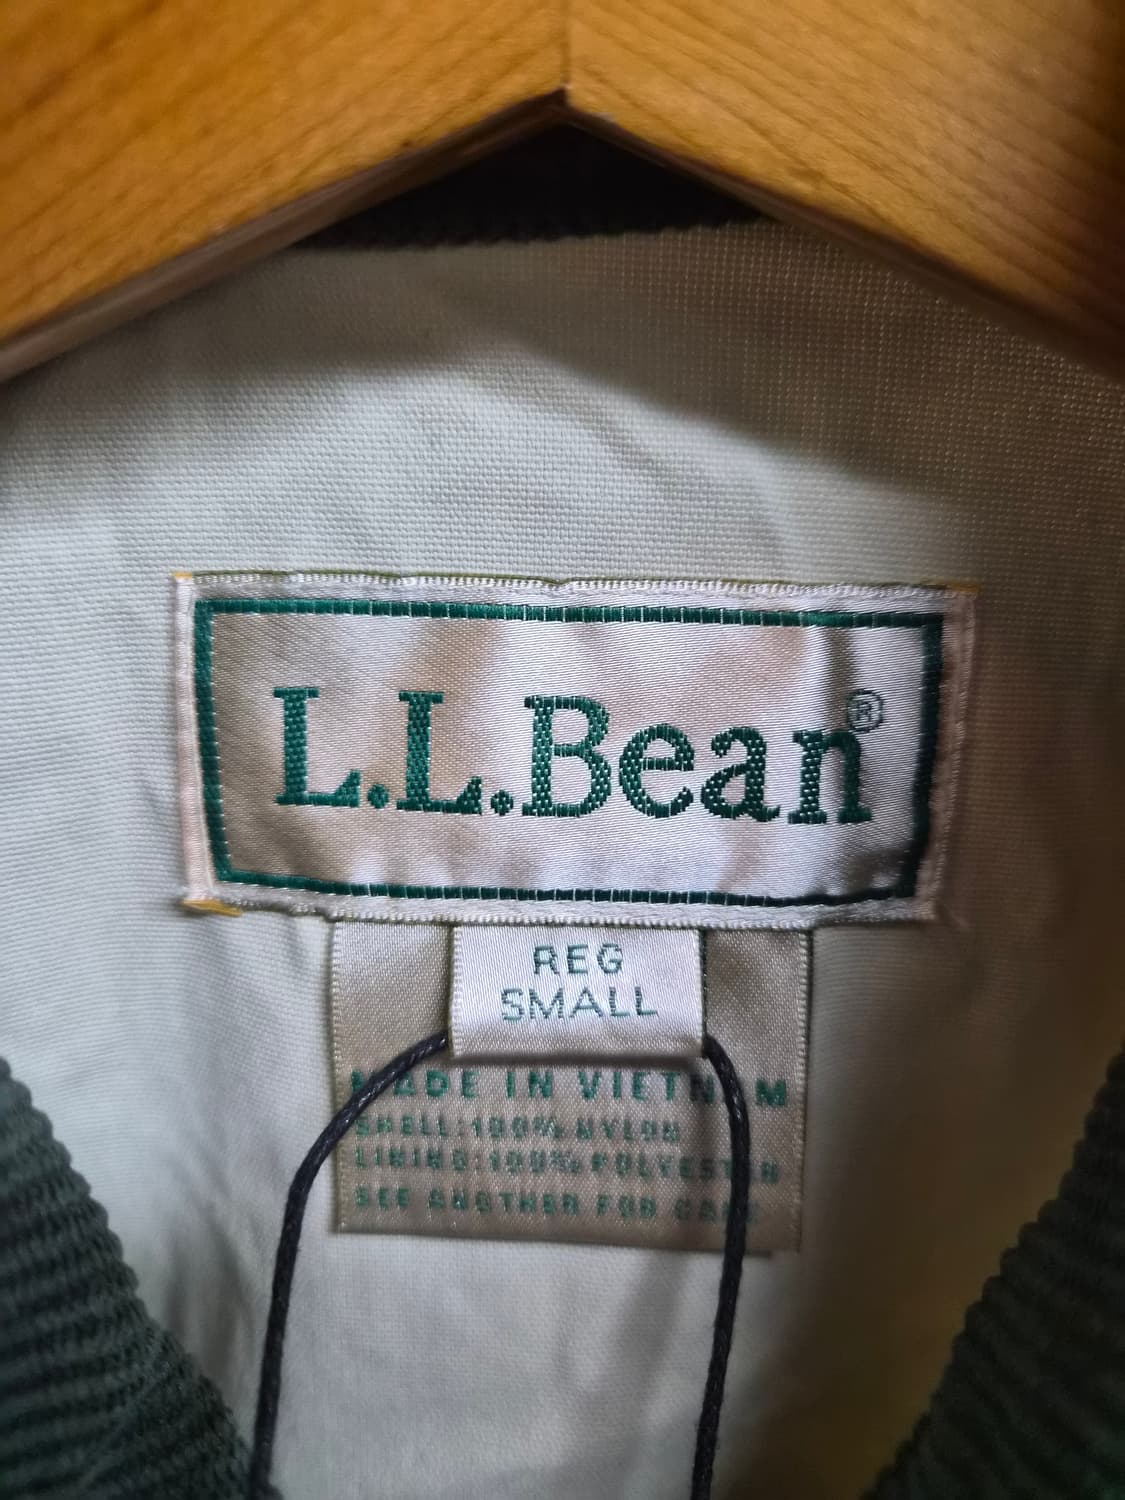 L.L.Bean®
REG
SMALL
MADE IN VIETNAM
SHELL:100% NYLON
LINING:100% POLYESTER
SEE ANOTHER FOR CARE